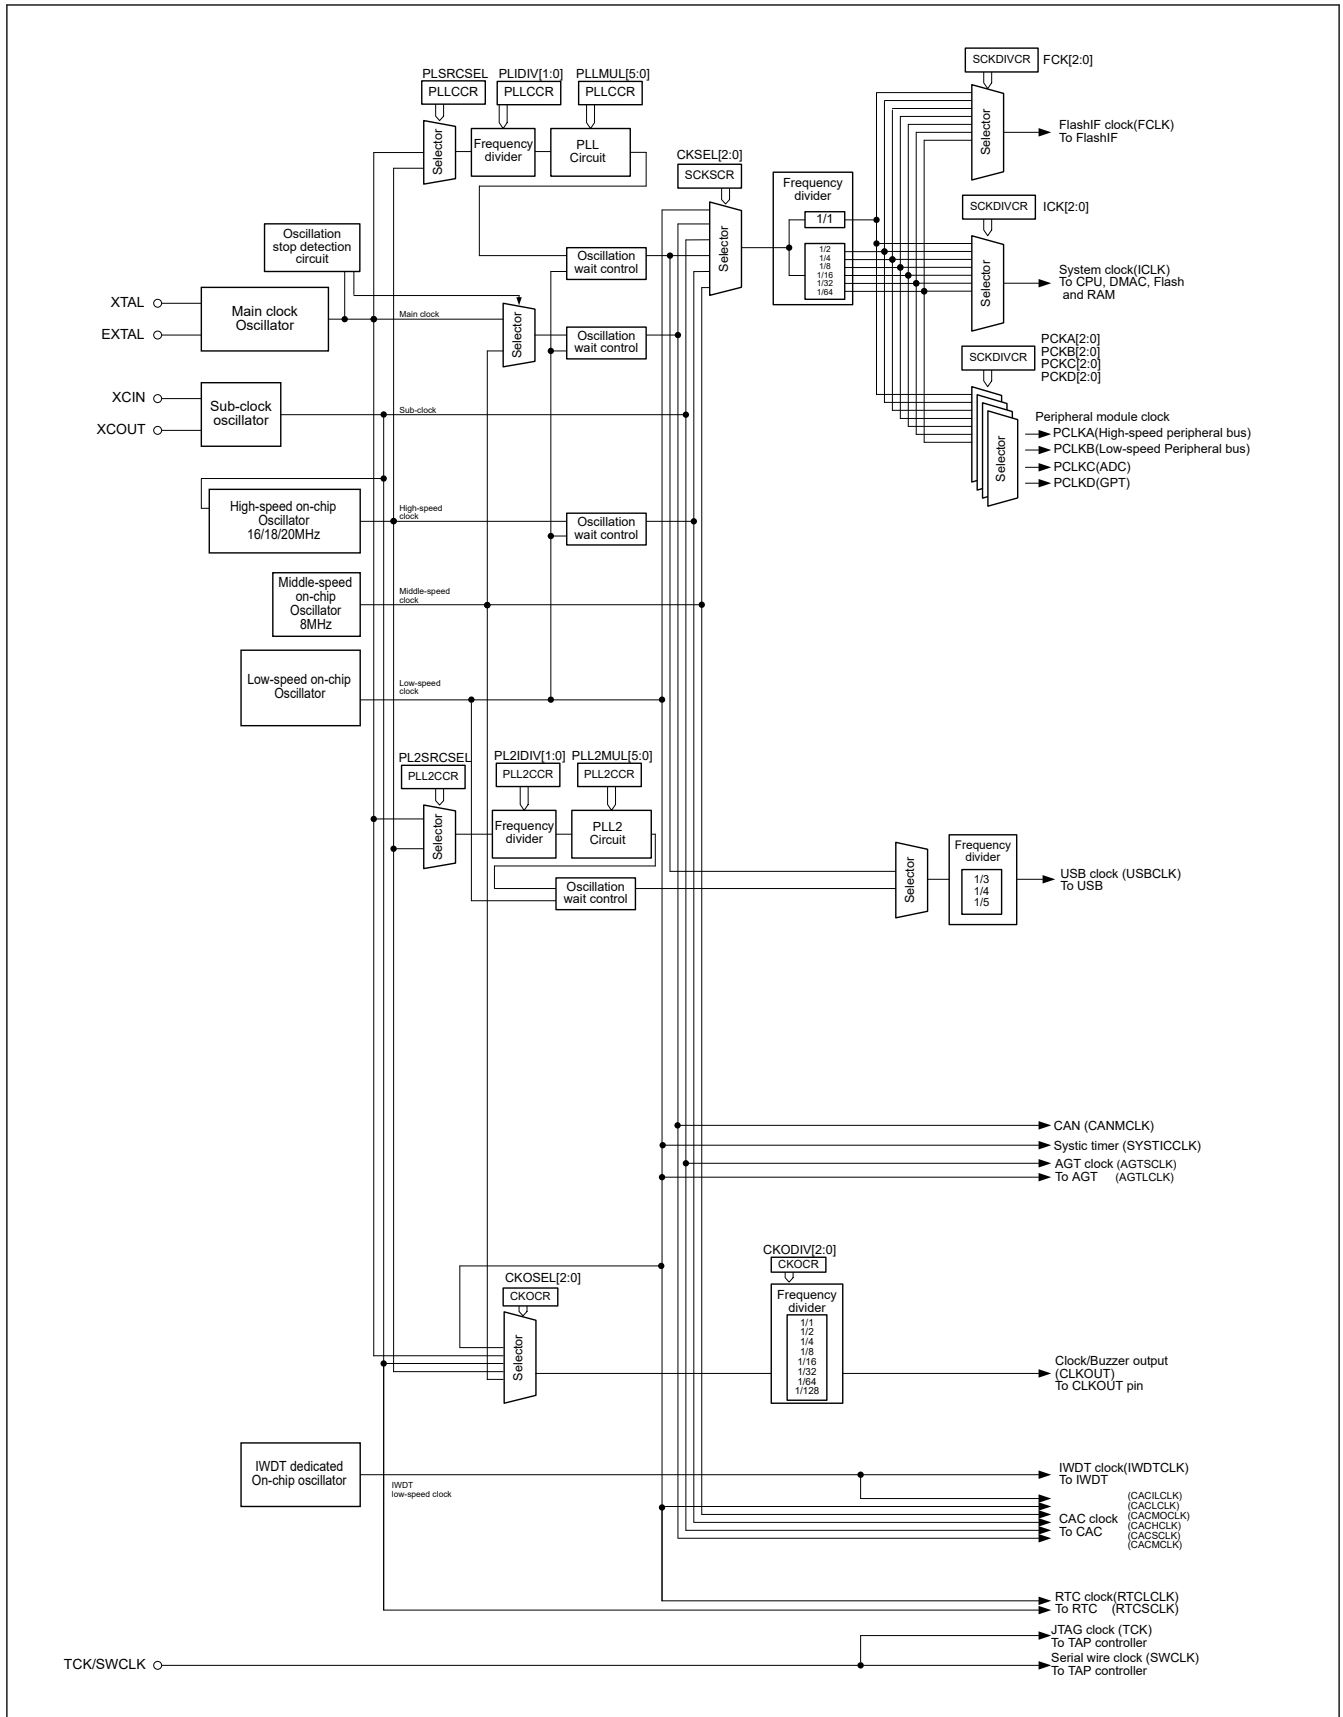 PLSRCSEL
PLLCCR
Selector
PLIDIV[1:0]
PLLCCR
Frequency
divider
PLLMUL[5:0]
PLLCCR
PLL
Circuit
CKSEL[2:0]
SCKSCR
Selector
Frequency
divider
1/1
1/2
1/4
1/8
1/16
1/32
1/64
SCKDIVCR
FCK[2:0]
Selector
FlashIF clock(FCLK)
To FlashIF
SCKDIVCR
ICK[2:0]
Selector
System clock(ICLK)
To CPU, DMAC, Flash
and RAM
SCKDIVCR
PCKA[2:0]
PCKB[2:0]
PCKC[2:0]
PCKD[2:0]
Selector
Peripheral module clock
PCLKA(High-speed peripheral bus)
PCLKB(Low-speed Peripheral bus)
PCLKC(ADC)
PCLKD(GPT)
Oscillation
stop detection
circuit
Oscillation
wait control
XTAL
EXTAL
Main clock
Oscillator
Main clock
Selector
Oscillation
wait control
XCIN
XCOUT
Sub-clock
oscillator
Sub-clock
High-speed on-chip
Oscillator
16/18/20MHz
High-speed
clock
Oscillation
wait control
Middle-speed
on-chip
Oscillator
8MHz
Middle-speed
clock
Low-speed on-chip
Oscillator
Low-speed
clock
PL2SRCSEL
PLL2CCR
Selector
PL2IDIV[1:0]
PLL2CCR
Frequency
divider
PLL2MUL[5:0]
PLL2CCR
PLL2
Circuit
Oscillation
wait control
Selector
Frequency
divider
1/3
1/4
1/5
USB clock (USBCLK)
To USB
CAN (CANMCLK)
Systic timer (SYSTICCLK)
AGT clock (AGTSCLK)
To AGT (AGTLCLK)
CKOSEL[2:0]
CKOCR
Selector
CKODIV[2:0]
CKOCR
Frequency
divider
1/1
1/2
1/4
1/8
1/16
1/32
1/64
1/128
Clock/Buzzer output
(CLKOUT)
To CLKOUT pin
IWDT dedicated
On-chip oscillator
IWDT
low-speed clock
IWDT clock(IWDTCLK)
To IWDT
CAC clock
To CAC
(CACILCLK)
(CACLCLK)
(CACMOCLK)
(CACHCLK)
(CACSCLK)
(CACMCLK)
RTC clock(RTCLCLK)
To RTC (RTCSCLK)
TCK/SWCLK
JTAG clock (TCK)
To TAP controller
Serial wire clock (SWCLK)
To TAP controller